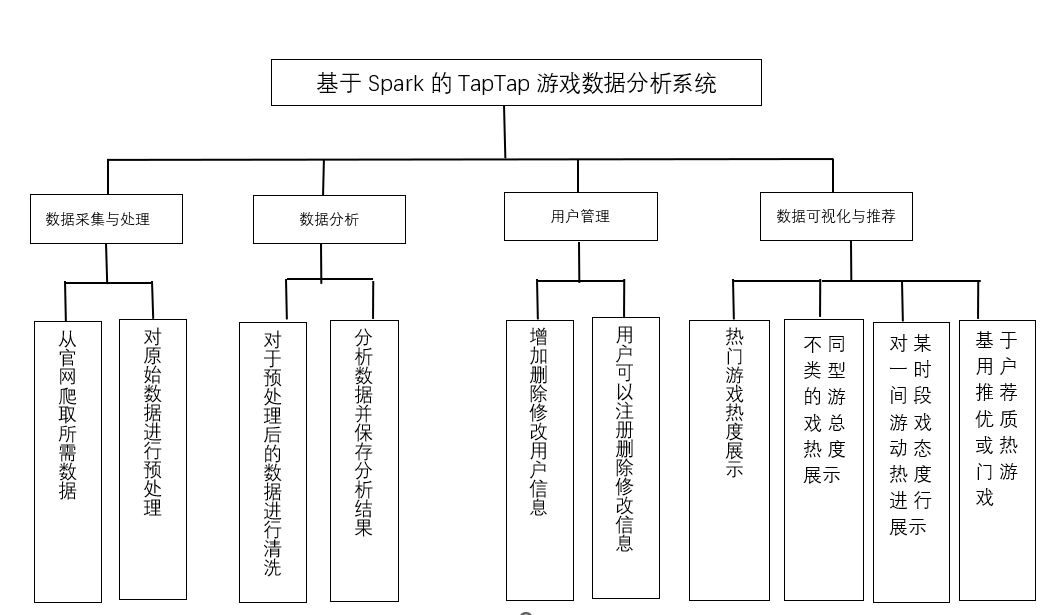 基于 Spark 的 TapTap 游戏数据分析系统
数据采集与处理
数据分析
用户管理
数据可视化与推荐
从官网爬取所需数据
对原始数据进行预处理
对于预处理后的数据进行清洗
分析数据并保存分析结果
增加删除修改用户信息
用户可以注册删除修改信息
热门游戏热度展示
不同
类型
的游
戏总
热度
展示
对某
一时
间段
游戏
动态
热度
进行
展示
基于
用户
推荐
优质
或热
门游
戏